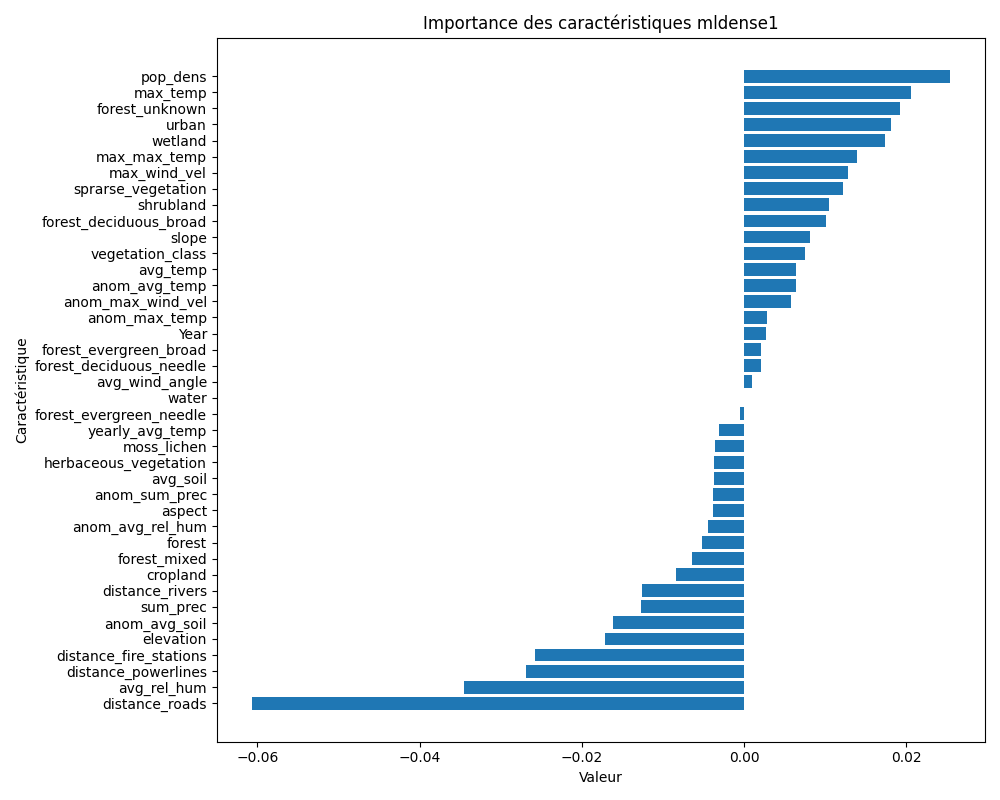 Importance des caractéristiques mldense1
pop_dens
max_temp
forest_unknown
urban
wetland
max_max_temp
max_wind_vel
sprarse_vegetation
shrubland
forest_deciduous_broad
slope
vegetation_class
avg_temp
anom_avg_temp
anom_max_wind_vel
anom_max_temp
Year
forest_evergreen_broad
forest_deciduous_needle
avg_wind_angle
water
forest_evergreen_needle
yearly_avg_temp
moss_lichen
herbaceous_vegetation
avg_soil
anom_sum_prec
aspect
anom_avg_rel_hum
forest
forest_mixed
cropland
distance_rivers
sum_prec
anom_avg_soil
elevation
distance_fire_stations
distance_powerlines
avg_rel_hum
distance_roads
Caractéristique
−0.06 −0.04 −0.02 0.00 0.02
Valeur